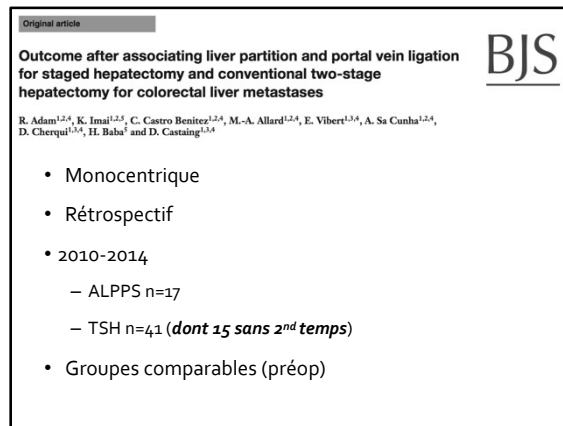 Original article
Outcome after associating liver partition and portal vein ligation
for staged hepatectomy and conventional two-stage
hepatectomy for colorectal liver metastases
BJS
R. Adam1,2,4, K. Imai1,2,5, C. Castro Benitez1,2,4, M.-A. Allard1,2,4, E. Vibert1,3,4, A. Sa Cunha1,2,4,
D. Cherqui1,3,4, H. Baba5 and D. Castaing1,3,4
• Monocentrique
• Rétrospectif
• 2010-2014
– ALPPS n=17
– TSH n=41 (dont 15 sans 2nd temps)
• Groupes comparables (préop)